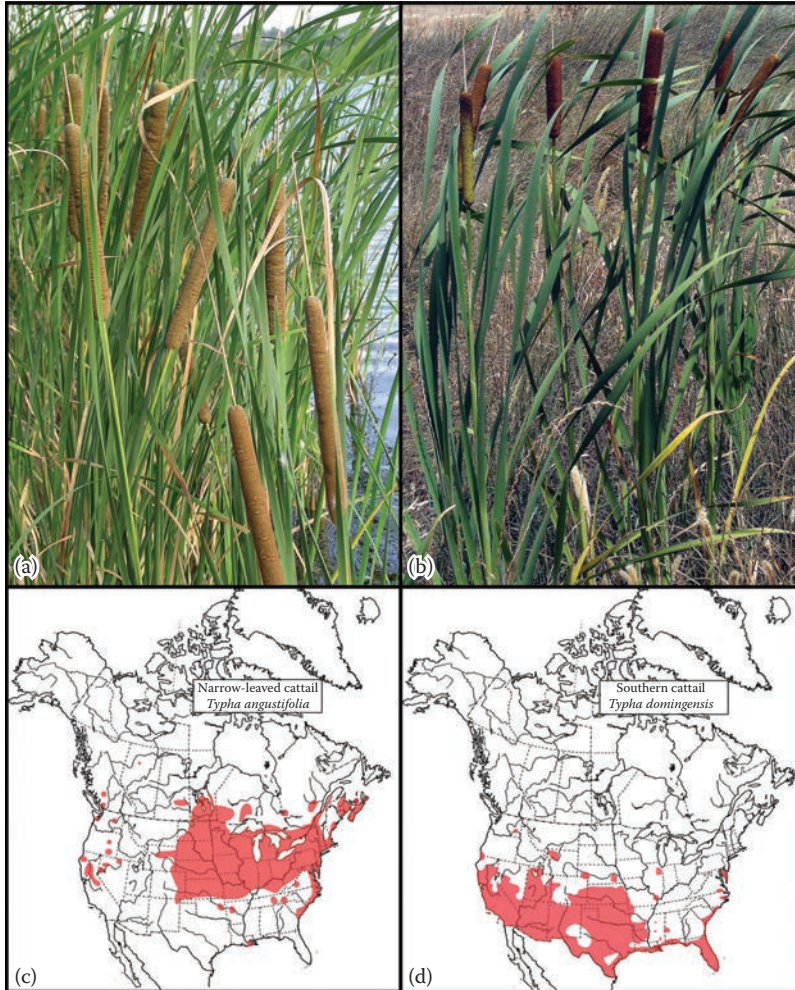 (a)
(b)
Narrow-leaved cattail
Typha angustifolia
Southern cattail
Typha domingensis
(c)
(d)